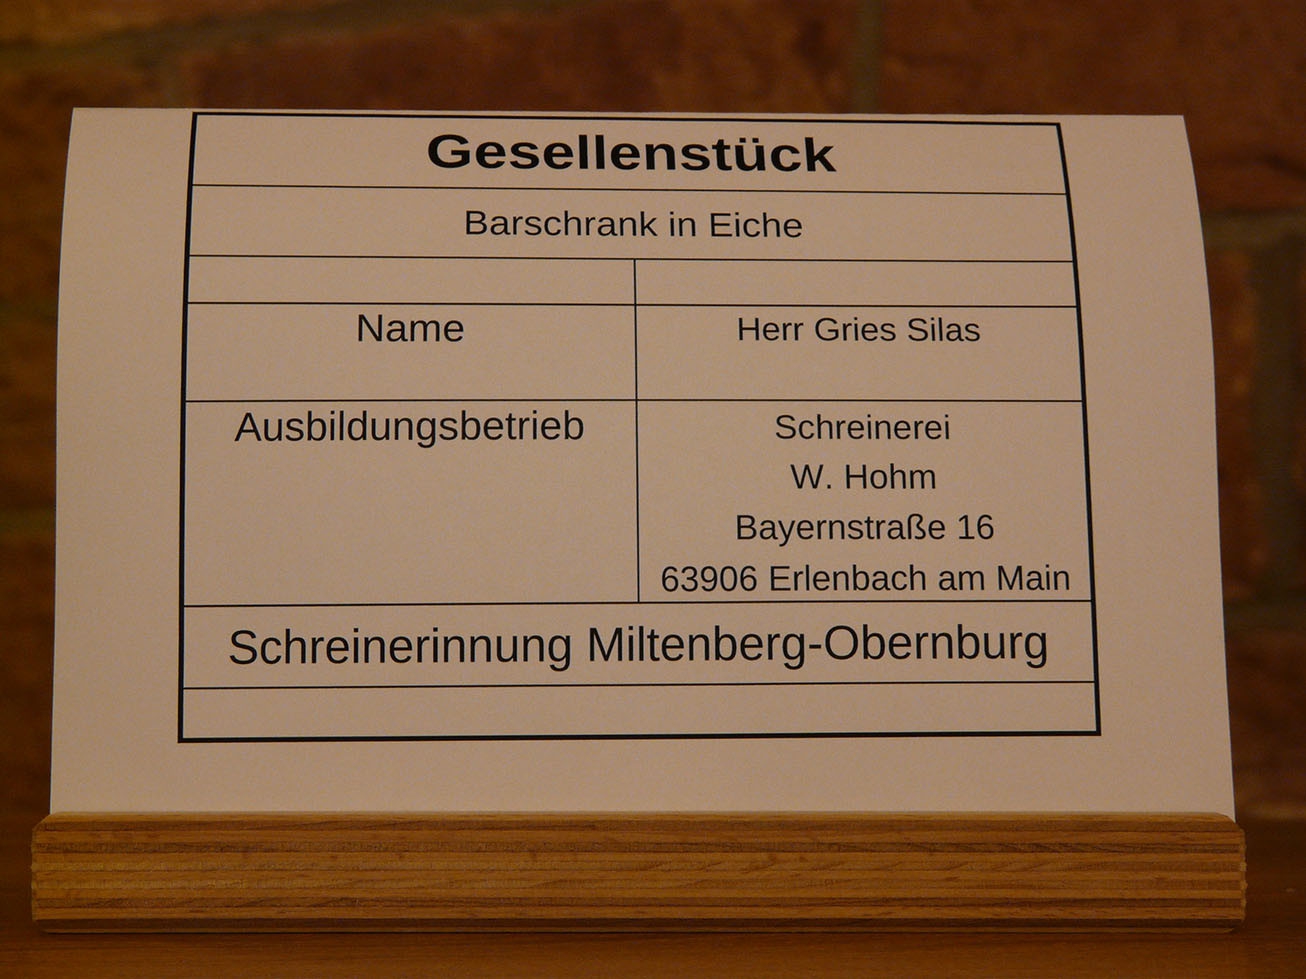 Gesellenstück
Barschrank in Eiche
Name
Herr Gries Silas
Ausbildungsbetrieb
Schreinerei
W. Hohm
Bayernstraße 16
63906 Erlenbach am Main
Schreinerinnung Miltenberg-Obernburg